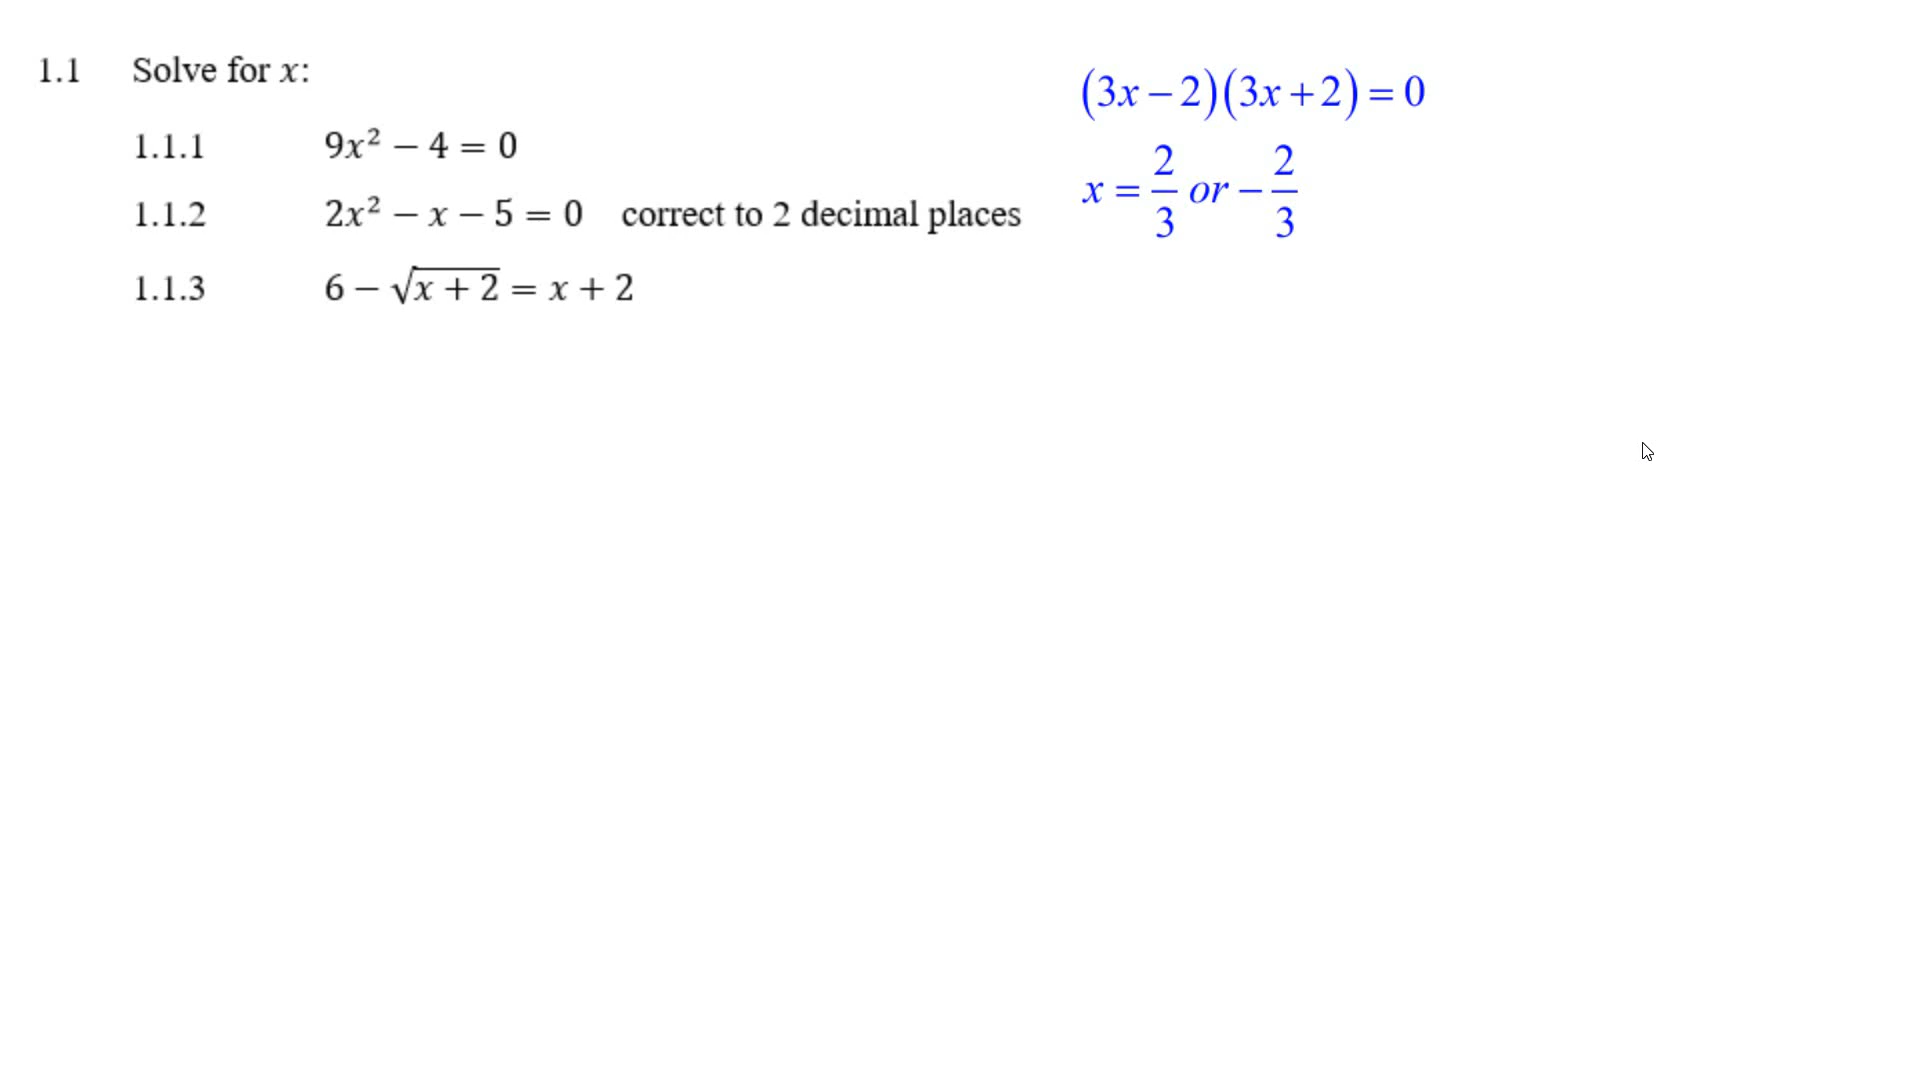 1.1 Solve for x:
1.1.1 9x² − 4 = 0
1.1.2 2x² − x − 5 = 0 correct to 2 decimal places
1.1.3 6 − √(x + 2) = x + 2
(3x − 2)(3x + 2) = 0
x = 2/3 or − 2/3